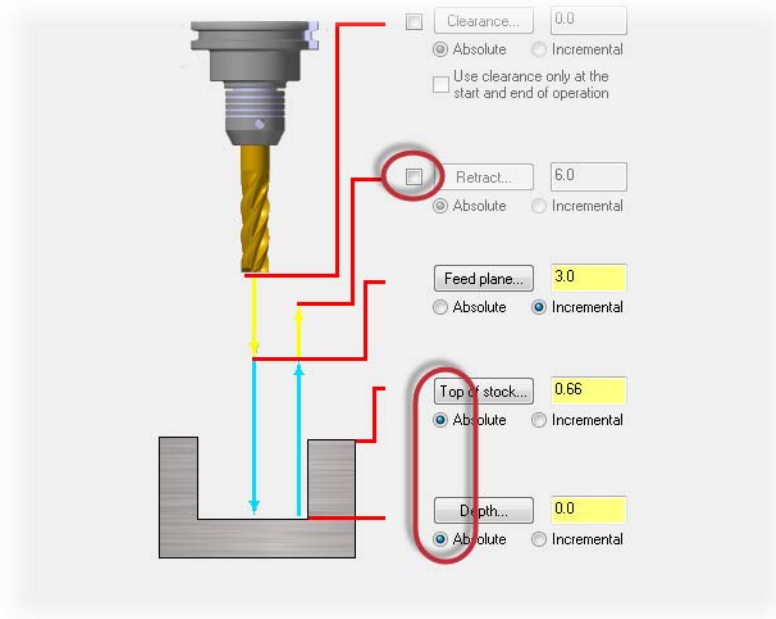 Clearance... 0.0
Absolute Incremental
Use clearance only at the
start and end of operation
Retract... 6.0
Absolute Incremental
Feed plane... 3.0
Absolute Incremental
Top of stock... 0.66
Absolute Incremental
Depth... 0.0
Absolute Incremental